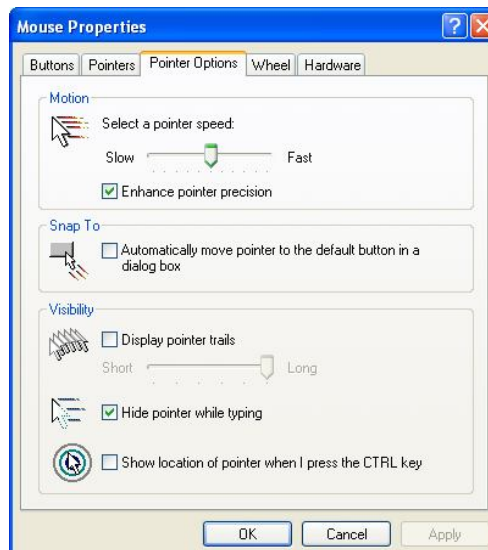 Mouse Properties
Buttons Pointers Pointer Options Wheel Hardware
Motion
Select a pointer speed:
Slow Fast
Enhance pointer precision
Snap To
Automatically move pointer to the default button in a
dialog box
Visibility
Display pointer trails
Short Long
Hide pointer while typing
Show location of pointer when I press the CTRL key
OK Cancel Apply